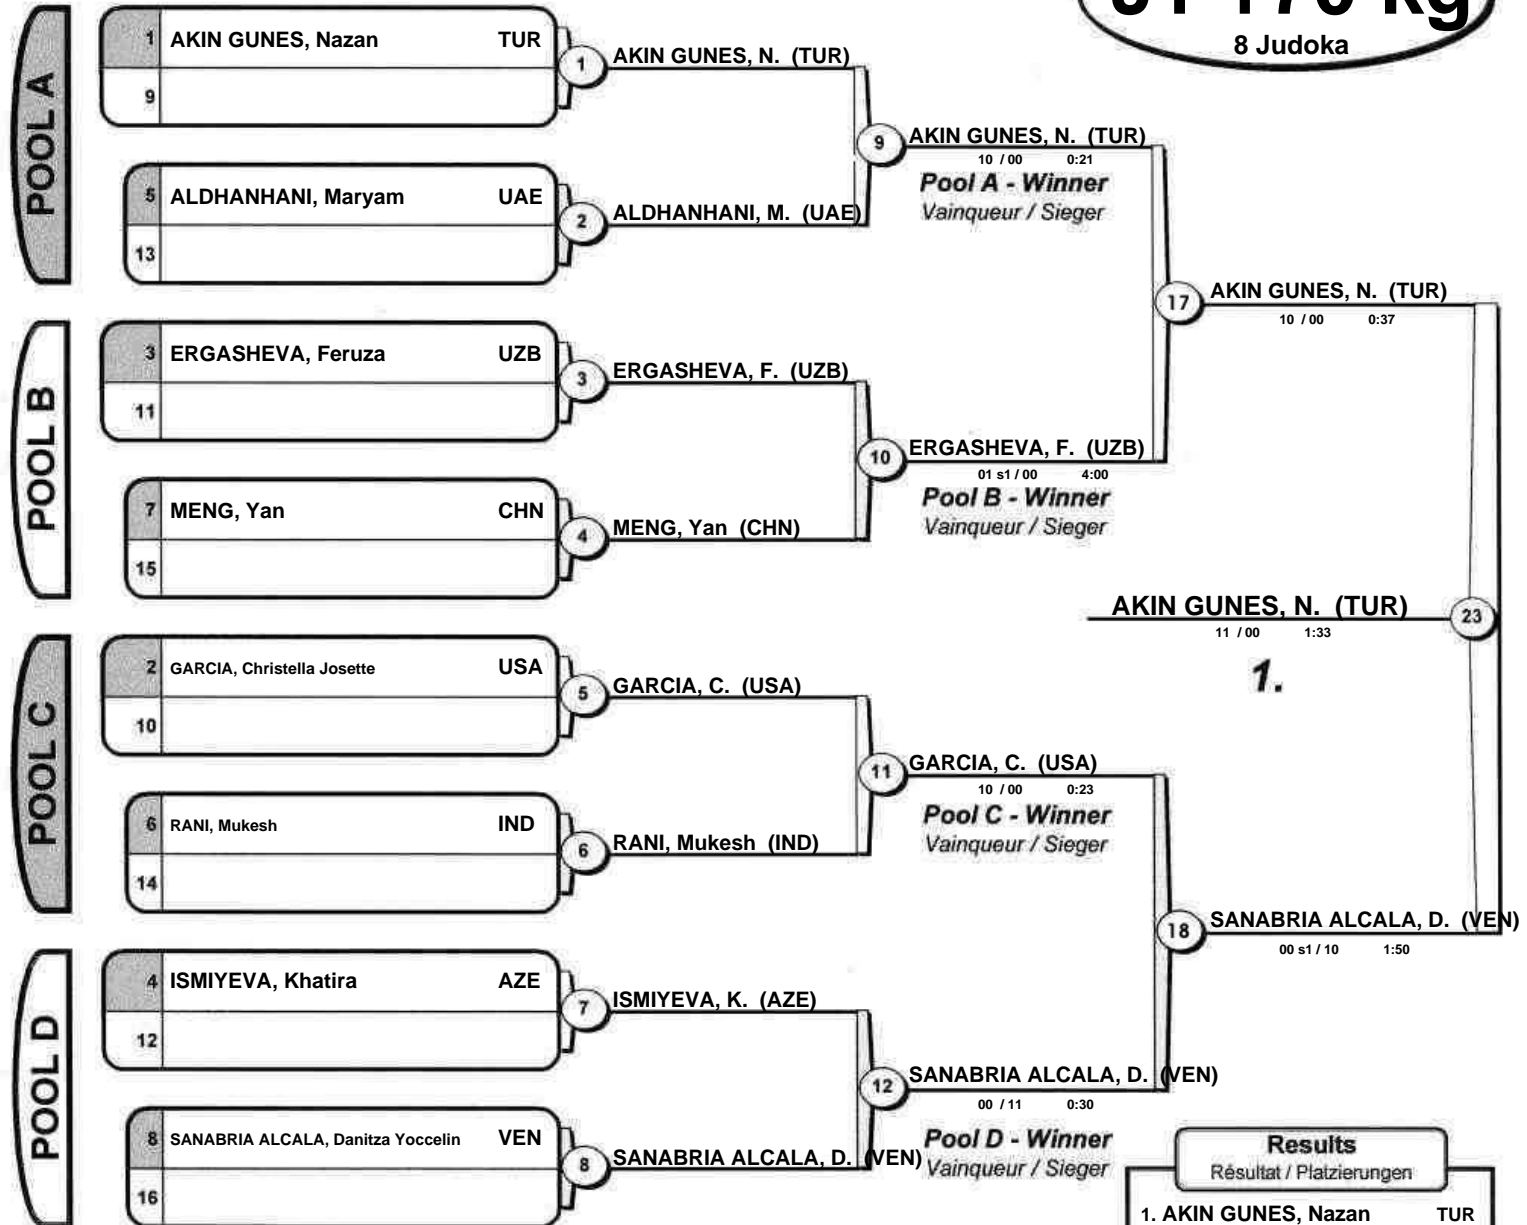 8 Judoka
POOL A
1 AKIN GUNES, Nazan TUR
9
1
AKIN GUNES, N. (TUR)
5 ALDHANHANI, Maryam UAE
13
2
ALDHANHANI, M. (UAE)
9
AKIN GUNES, N. (TUR)
10 / 00 0:21
Pool A - Winner
Vainqueur / Sieger
POOL B
3 ERGASHEVA, Feruza UZB
11
3
ERGASHEVA, F. (UZB)
7 MENG, Yan CHN
15
4
MENG, Yan (CHN)
10
ERGASHEVA, F. (UZB)
01 s1 / 00 4:00
Pool B - Winner
Vainqueur / Sieger
17
AKIN GUNES, N. (TUR)
10 / 00 0:37
AKIN GUNES, N. (TUR)
11 / 00 1:33
1.
23
POOL C
2 GARCIA, Christella Josette USA
10
5
GARCIA, C. (USA)
6 RANI, Mukesh IND
14
6
RANI, Mukesh (IND)
11
GARCIA, C. (USA)
10 / 00 0:23
Pool C - Winner
Vainqueur / Sieger
POOL D
4 ISMIYEVA, Khatira AZE
12
7
ISMIYEVA, K. (AZE)
8 SANABRIA ALCALA, Danitza Yoccelin VEN
16
8
SANABRIA ALCALA, D. (VEN)
12
SANABRIA ALCALA, D. (VEN)
00 / 11 0:30
Pool D - Winner
Vainqueur / Sieger
18
SANABRIA ALCALA, D. (VEN)
00 s1 / 10 1:50
Results
Résultat / Platzierungen
1. AKIN GUNES, Nazan TUR